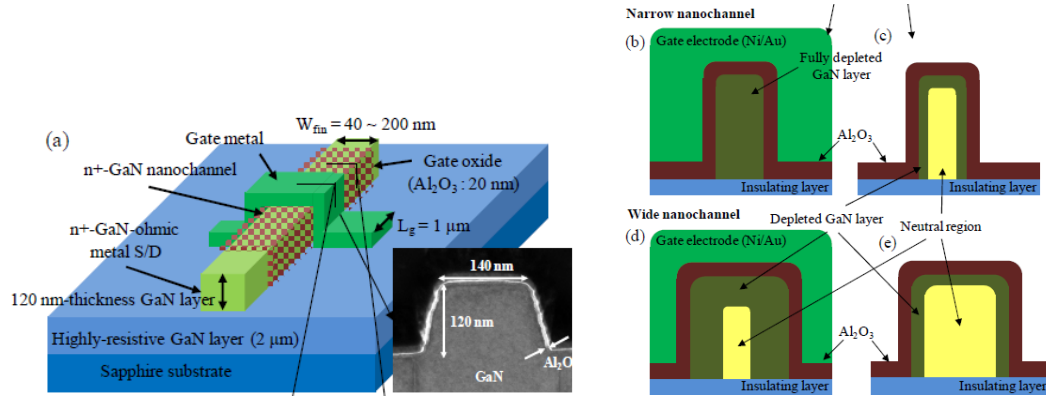 (a)
W_fin = 40 ~ 200 nm
Gate metal
n+-GaN nanochannel
Gate oxide
(Al₂O₃ : 20 nm)
n+-GaN-ohmic
metal S/D
L_g = 1 μm
120 nm-thickness GaN layer
Highly-resistive GaN layer (2 μm)
Sapphire substrate
140 nm
120 nm
Al₂O
GaN
Narrow nanochannel
(b)
Gate electrode (Ni/Au)
(c)
Fully depleted
GaN layer
Al₂O₃
Insulating layer
Insulating layer
Wide nanochannel
Depleted GaN layer
Neutral region
(d)
Gate electrode (Ni/Au)
(e)
Al₂O₃
Insulating layer
Insulating layer